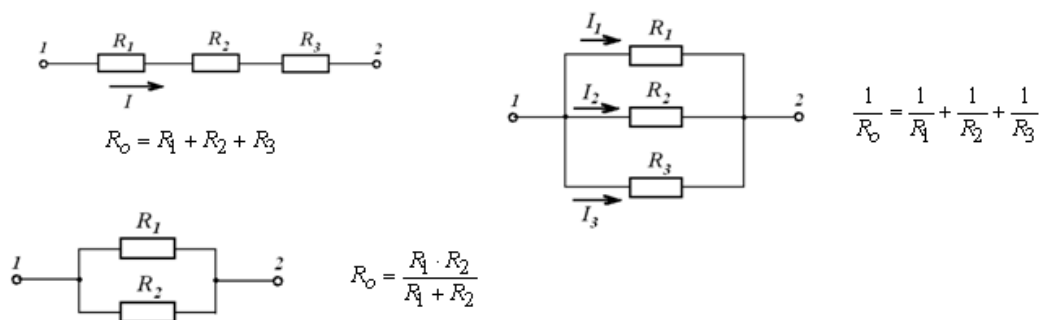 1 R₁ R₂ R₃ 2
I
Rₒ = R₁ + R₂ + R₃
I₁ R₁
1 I₂ R₂ 2
I₃ R₃
1/Rₒ = 1/R₁ + 1/R₂ + 1/R₃
1 R₁ 2
R₂
Rₒ = (R₁ · R₂)/(R₁ + R₂)